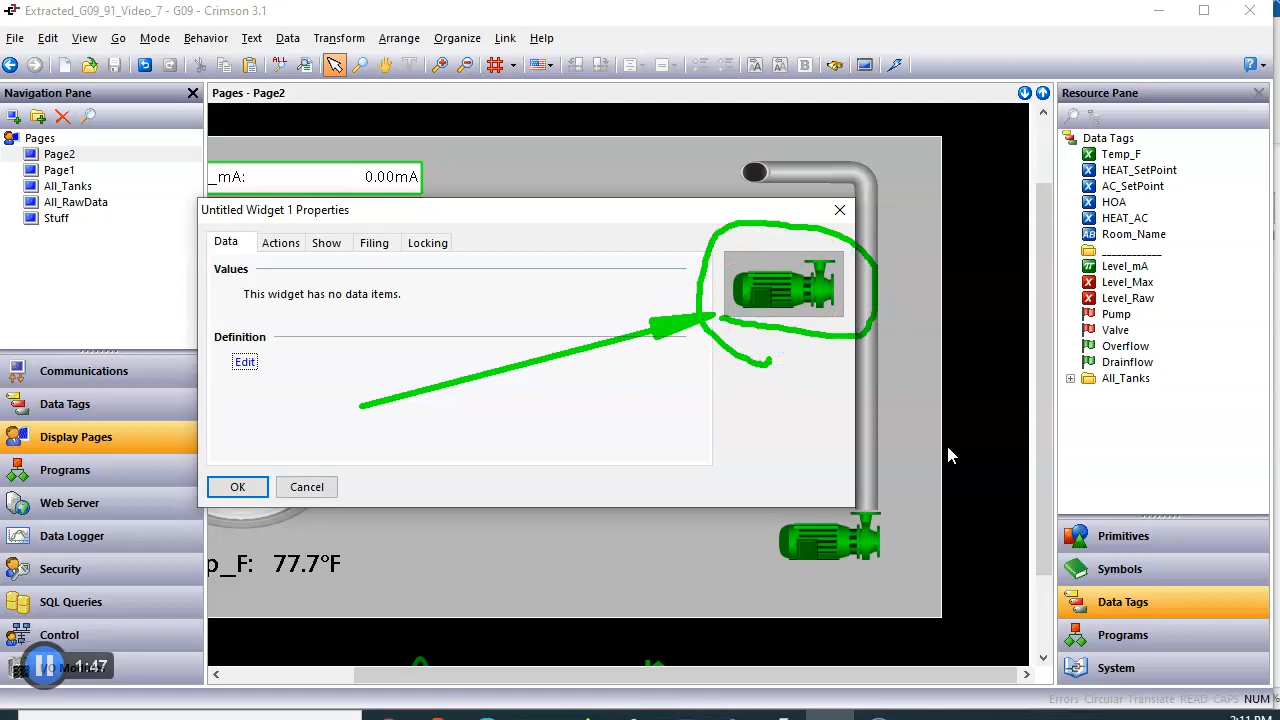 Extracted_G09_91_Video_7 - G09 - Crimson 3.1
File Edit View Go Mode Behavior Text Data Transform Arrange Organize Link Help
ALL
Navigation Pane
Pages
Page2
Page1
All_Tanks
All_RawData
Stuff
Communications
Data Tags
Display Pages
Programs
Web Server
Data Logger
Security
SQL Queries
Control
1:47
Pages - Page2
_mA: 0.00mA
Untitled Widget 1 Properties
Data Actions Show Filing Locking
Values
This widget has no data items.
Definition
Edit
OK Cancel
p_F: 77.7°F
Resource Pane
Data Tags
Temp_F
HEAT_SetPoint
AC_SetPoint
HOA
HEAT_AC
Room_Name
____________
Level_mA
Level_Max
Level_Raw
Pump
Valve
Overflow
Drainflow
All_Tanks
Primitives
Symbols
Data Tags
Programs
System
Errors Circular Translate READ CAPS NUM